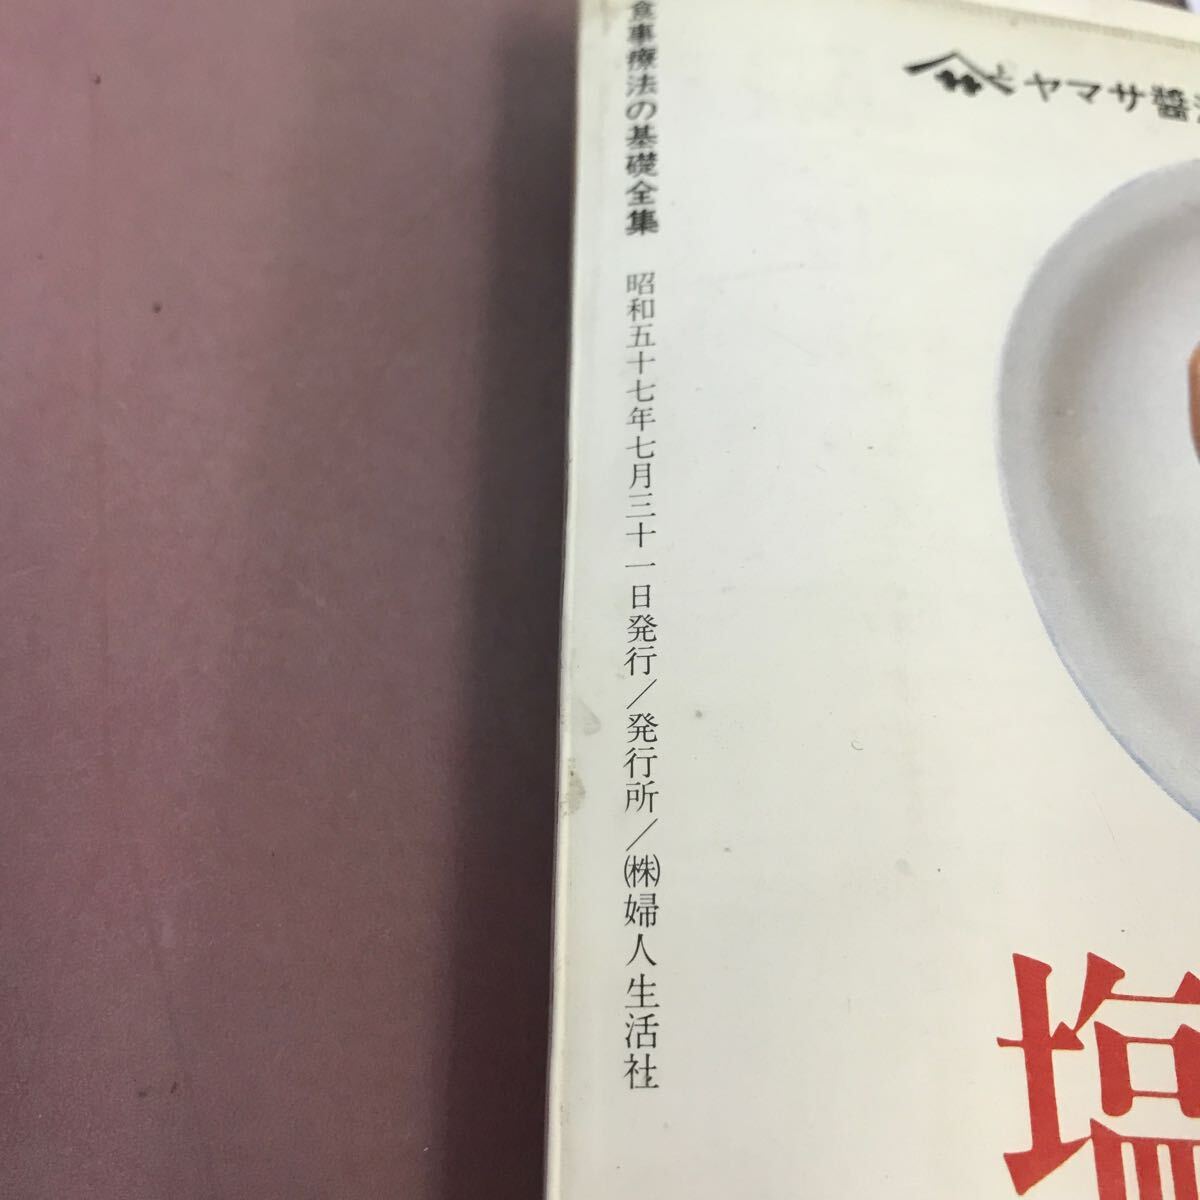 食事療法の基礎全集 昭和五十七年七月三十一日発行／発行所／㈱婦人生活社
ヤマサ醤
塩